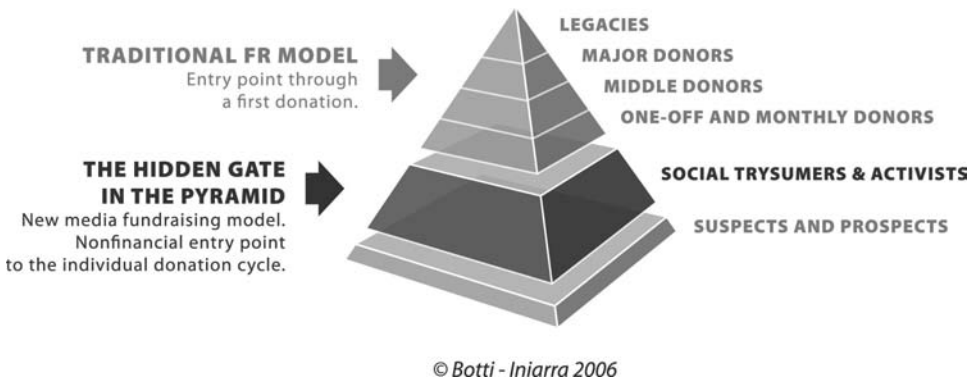 LEGACIES
TRADITIONAL FR MODEL
MAJOR DONORS
Entry point through
a first donation.
MIDDLE DONORS
ONE-OFF AND MONTHLY DONORS
THE HIDDEN GATE
IN THE PYRAMID
SOCIAL TRYSUMERS & ACTIVISTS
New media fundraising model.
Nonfinancial entry point
to the individual donation cycle.
SUSPECTS AND PROSPECTS
© Botti - Iniarra 2006